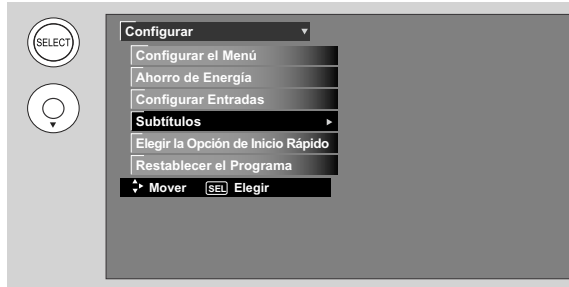 SELECT
Configurar
Configurar el Menú
Ahorro de Energía
Configurar Entradas
Subtítulos
Elegir la Opción de Inicio Rápido
Restablecer el Programa
Mover SEL Elegir